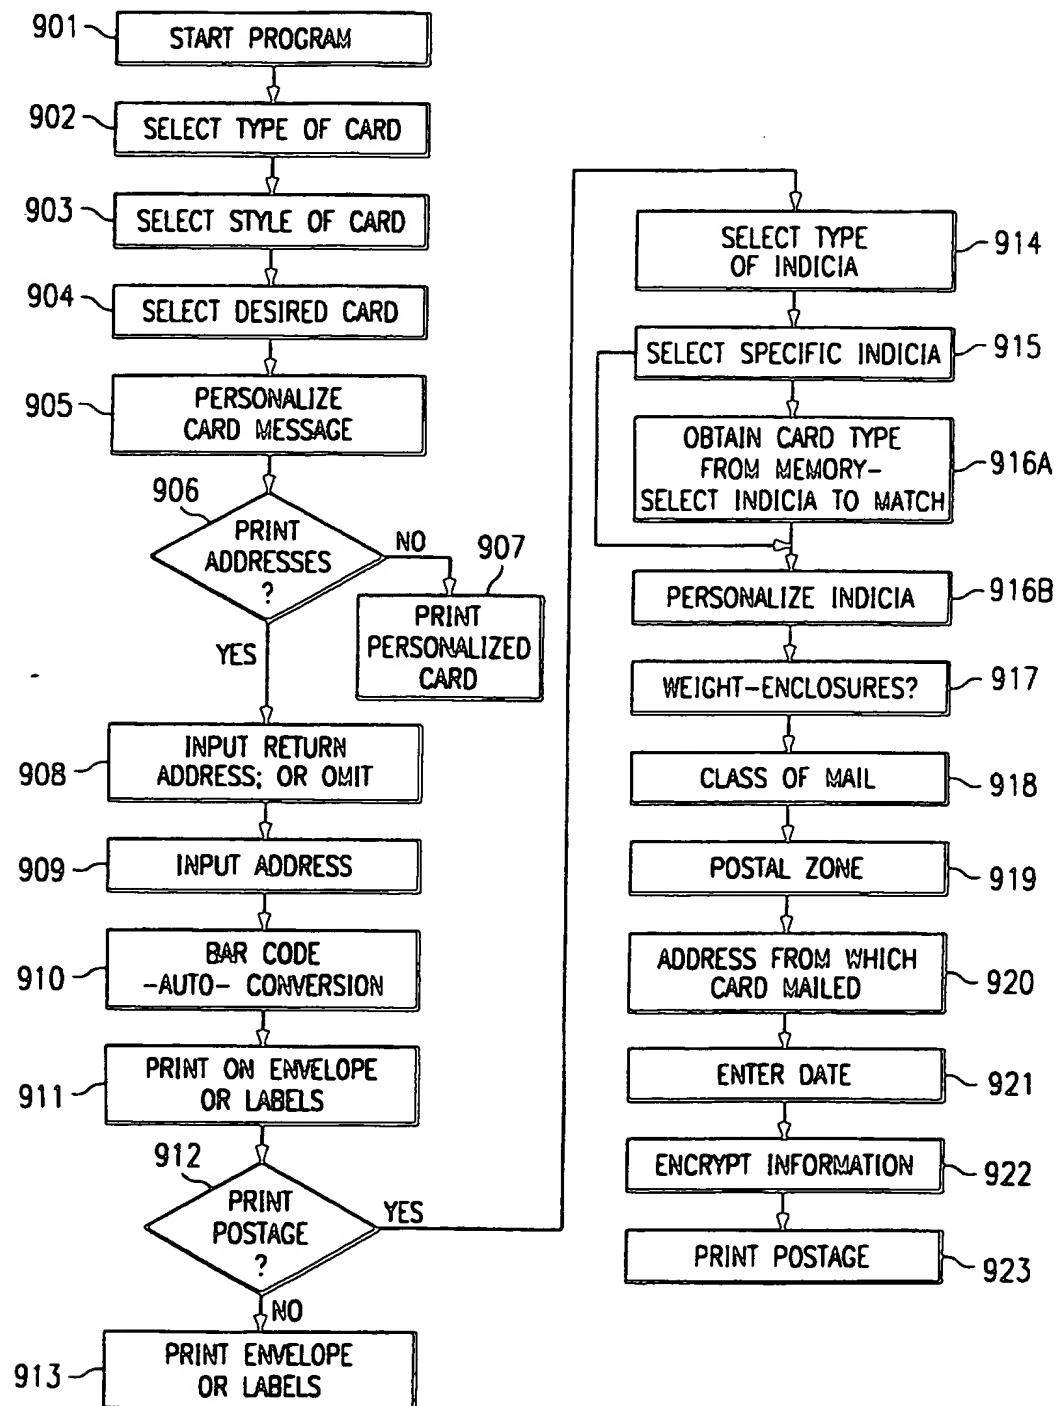 901
START PROGRAM
902
SELECT TYPE OF CARD
903
SELECT STYLE OF CARD
904
SELECT DESIRED CARD
905
PERSONALIZE
CARD MESSAGE
906
PRINT
ADDRESSES
?
NO
907
PRINT
PERSONALIZED
CARD
YES
908
INPUT RETURN
ADDRESS; OR OMIT
909
INPUT ADDRESS
910
BAR CODE
-AUTO- CONVERSION
911
PRINT ON ENVELOPE
OR LABELS
912
PRINT
POSTAGE
?
YES
NO
913
PRINT ENVELOPE
OR LABELS
SELECT TYPE
OF INDICIA
914
SELECT SPECIFIC INDICIA
915
OBTAIN CARD TYPE
FROM MEMORY-
SELECT INDICIA TO MATCH
916A
PERSONALIZE INDICIA
916B
WEIGHT-ENCLOSURES?
917
CLASS OF MAIL
918
POSTAL ZONE
919
ADDRESS FROM WHICH
CARD MAILED
920
ENTER DATE
921
ENCRYPT INFORMATION
922
PRINT POSTAGE
923